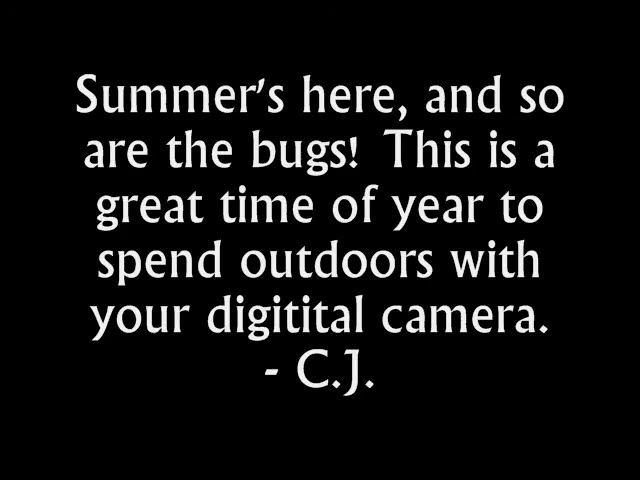 Summer's here, and so
are the bugs! This is a
great time of year to
spend outdoors with
your digitital camera.
- C.J.